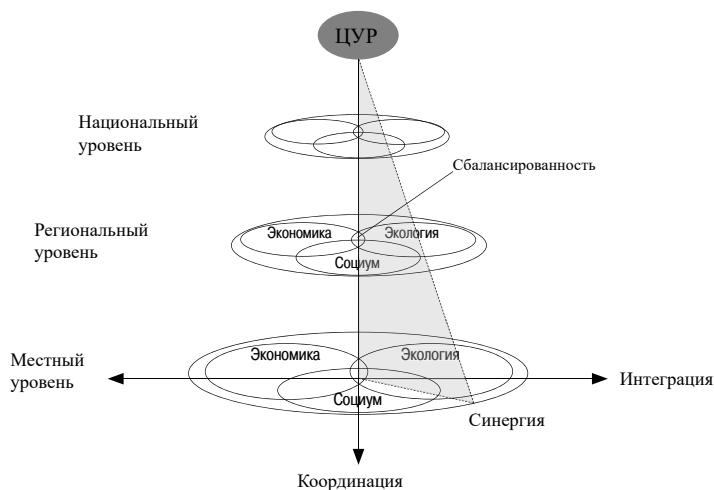 ЦУР
Национальный
уровень
Сбалансированность
Региональный
уровень
Экономика
Экология
Социум
Местный
уровень
Экономика
Экология
Социум
Интеграция
Синергия
Координация